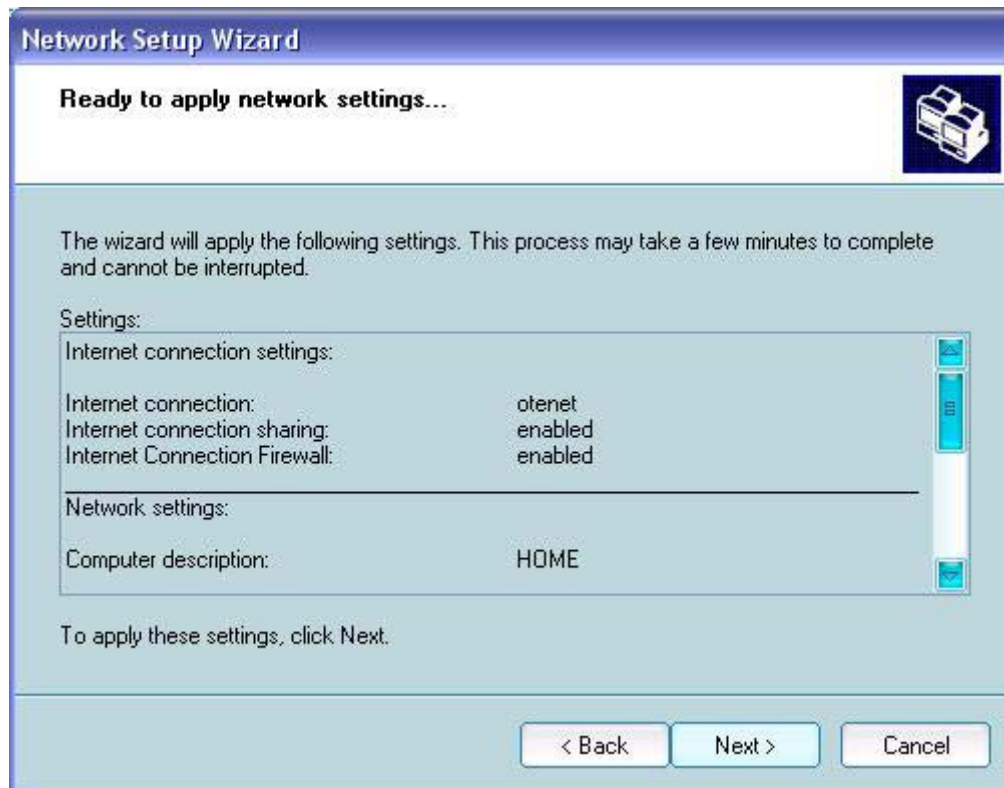 Network Setup Wizard
Ready to apply network settings...
The wizard will apply the following settings. This process may take a few minutes to complete
and cannot be interrupted.
Settings:
Internet connection settings:
Internet connection: otenet
Internet connection sharing: enabled
Internet Connection Firewall: enabled
Network settings:
Computer description: HOME
To apply these settings, click Next.
< Back Next > Cancel